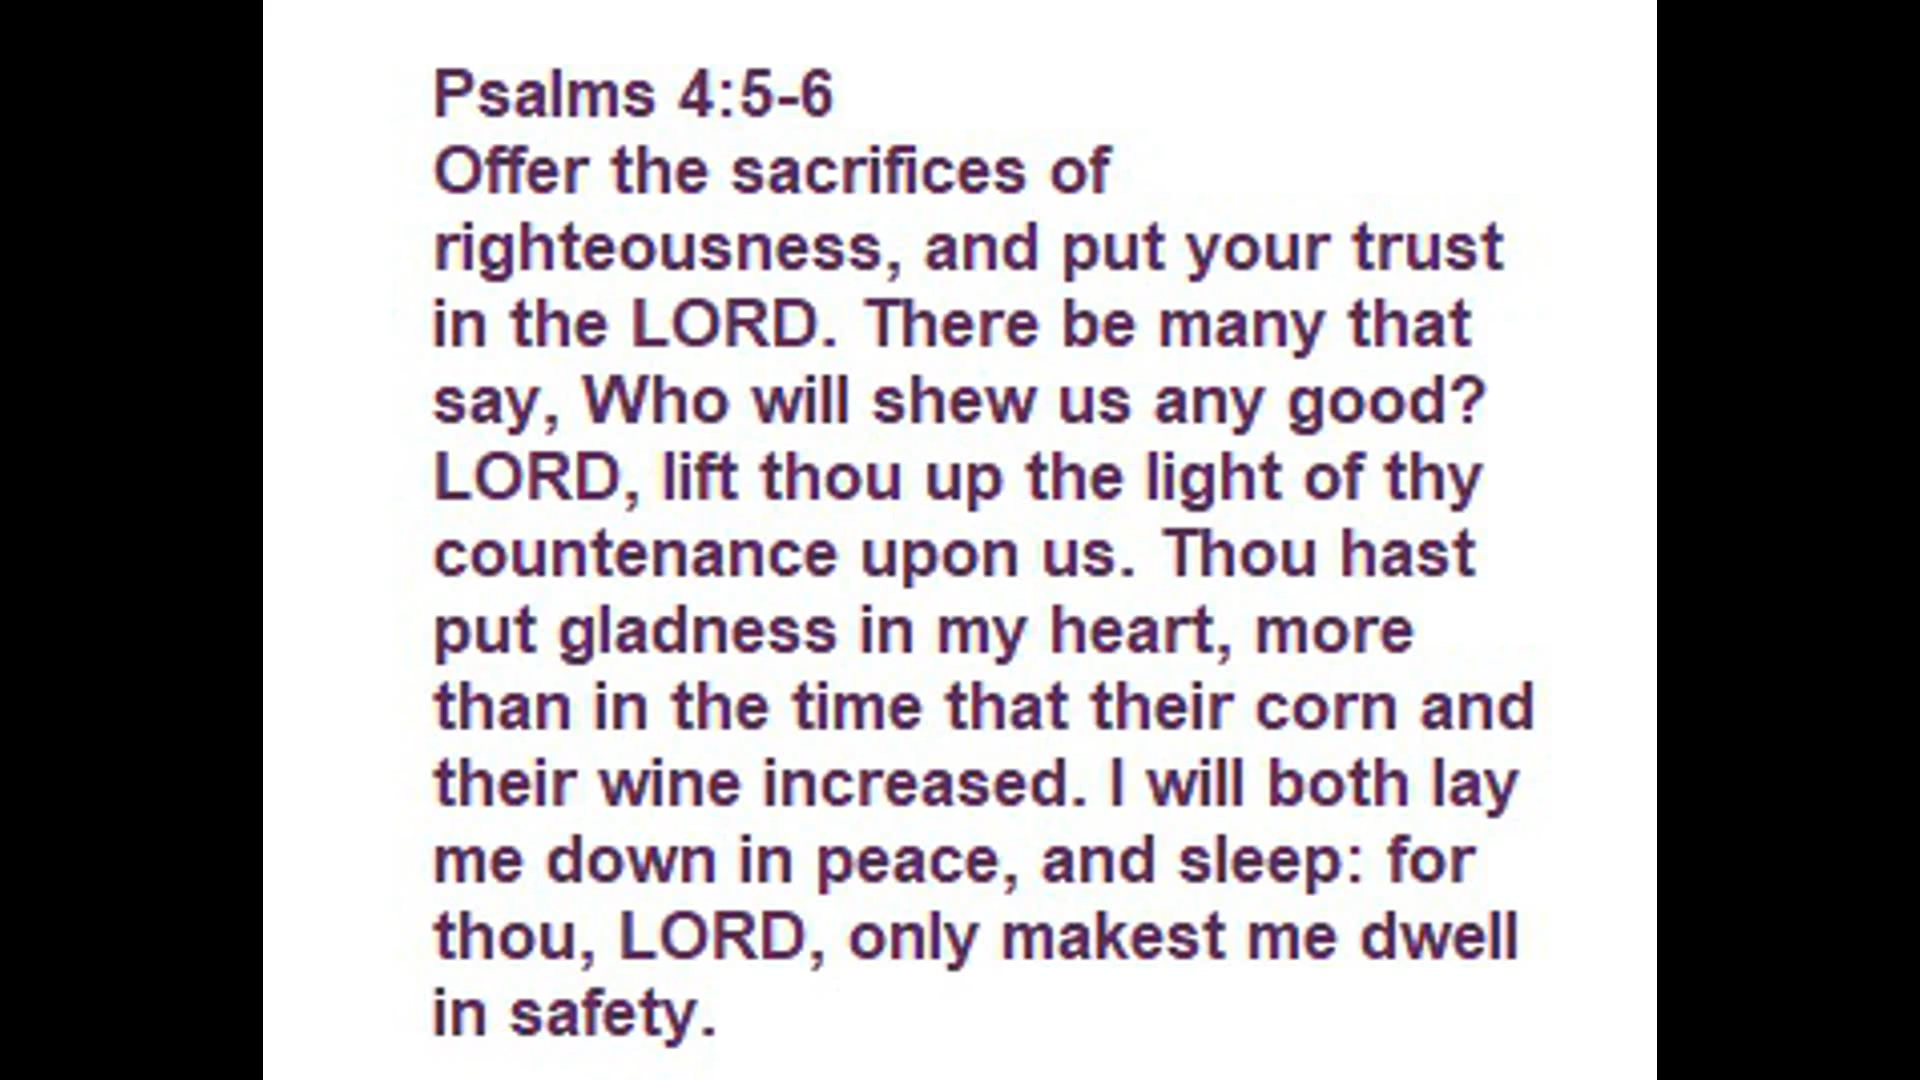 Psalms 4:5-6
Offer the sacrifices of
righteousness, and put your trust
in the LORD. There be many that
say, Who will shew us any good?
LORD, lift thou up the light of thy
countenance upon us. Thou hast
put gladness in my heart, more
than in the time that their corn and
their wine increased. I will both lay
me down in peace, and sleep: for
thou, LORD, only makest me dwell
in safety.